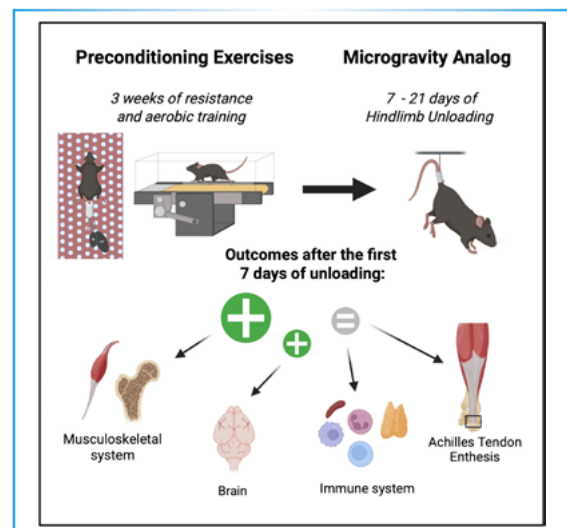 Preconditioning Exercises
Microgravity Analog
3 weeks of resistance
and aerobic training
7 - 21 days of
Hindlimb Unloading
Outcomes after the first
7 days of unloading:
Musculoskeletal
system
Brain
Immune system
Achilles Tendon
Enthesis